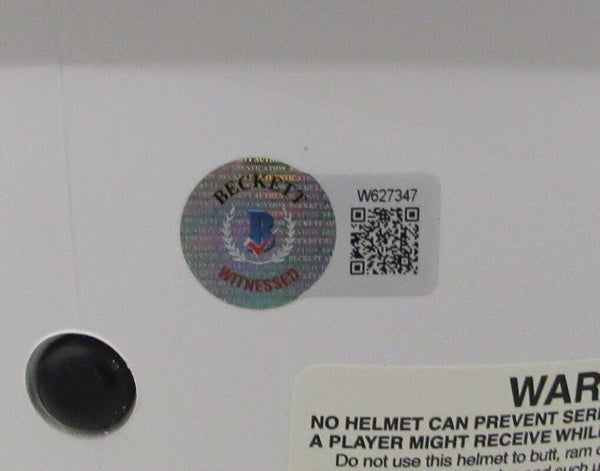 BECKETT
B
WITNESSED
W627347
WAR
NO HELMET CAN PREVENT SERI
A PLAYER MIGHT RECEIVE WHIL
Do not use this helmet to butt, ram